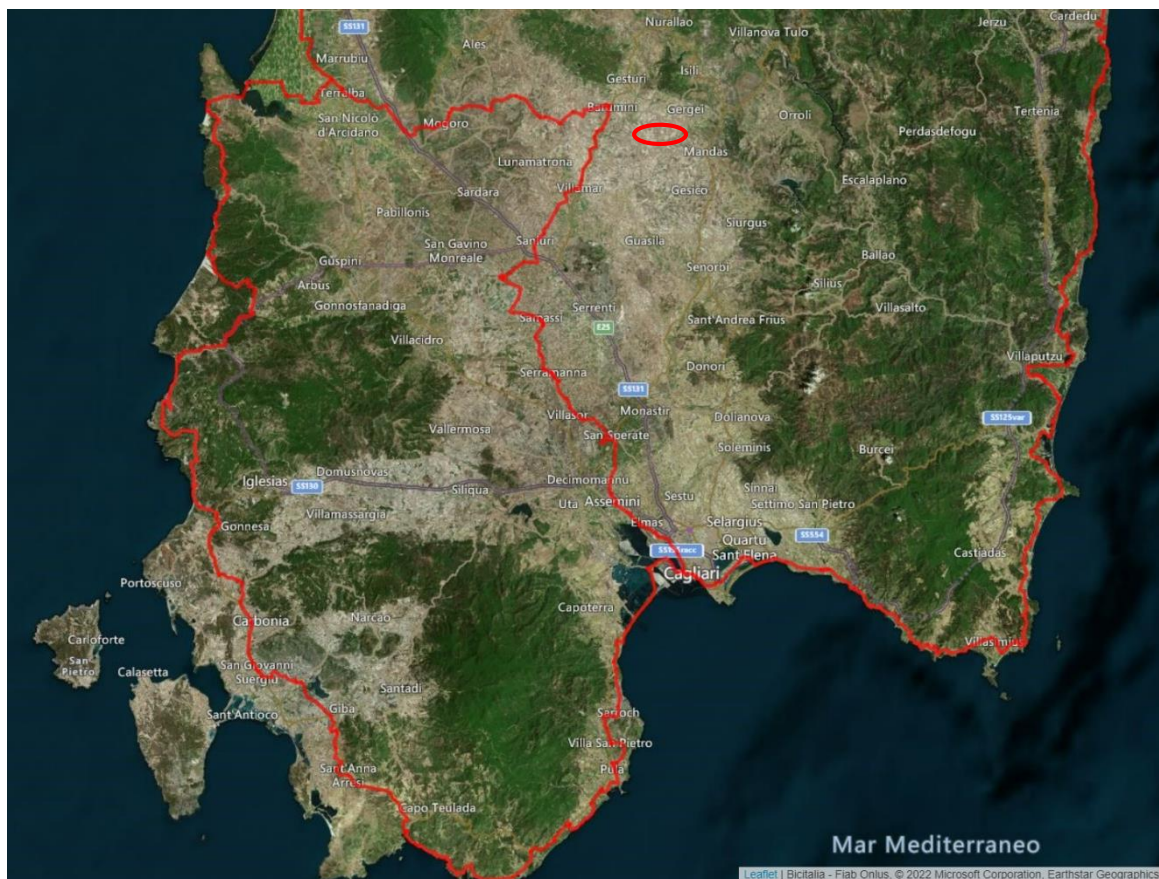 Nurallao
Cardedu
SS131
Villanova Tulo
Jerzu
Ales
Marrubiu
Isili
Gesturi
Terralba
Gergei
Orroli
Tertenia
San Nicolò
d'Arcidano
Mogoro
Perdasdefogu
Mandas
Lunamatrona
Escalaplano
Sardara
Villamar
Gesico
Pabillonis
Siurgus
San Gavino
Monreale
Sanluri
Guasila
Ballao
Guspini
Senorbì
Arbus
Silius
Gonnosfanadiga
Serrenti
Villasalto
Samassi
Sant'Andrea Frius
E25
Villacidro
Villaputzu
Serramanna
Donori
SS131
Villasor
Monastir
Dolianova
SS125var
Vallermosa
San Sperate
Soleminis
Burcei
Domusnovas
Iglesias
Decimomannu
SS130
Siliqua
Sinnai
Uta
Assemini
Sestu
Settimo San Pietro
Villamassargia
Gonnesa
Elmas
Selargius
SS554
Quartu
Sant'Elena
Castiadas
Cagliari
Portoscuso
Capoterra
Carbonia
Narcao
Carloforte
Villasimius
San
Pietro
Calasetta
San Giovanni
Suergiu
Santadi
Sant'Antioco
Giba
Sarroch
Villa San Pietro
Sant'Anna
Arresi
Pula
Capo Teulada
Mar Mediterraneo
Leaflet | Bicitalia - Fiab Onlus, © 2022 Microsoft Corporation, Earthstar Geographics